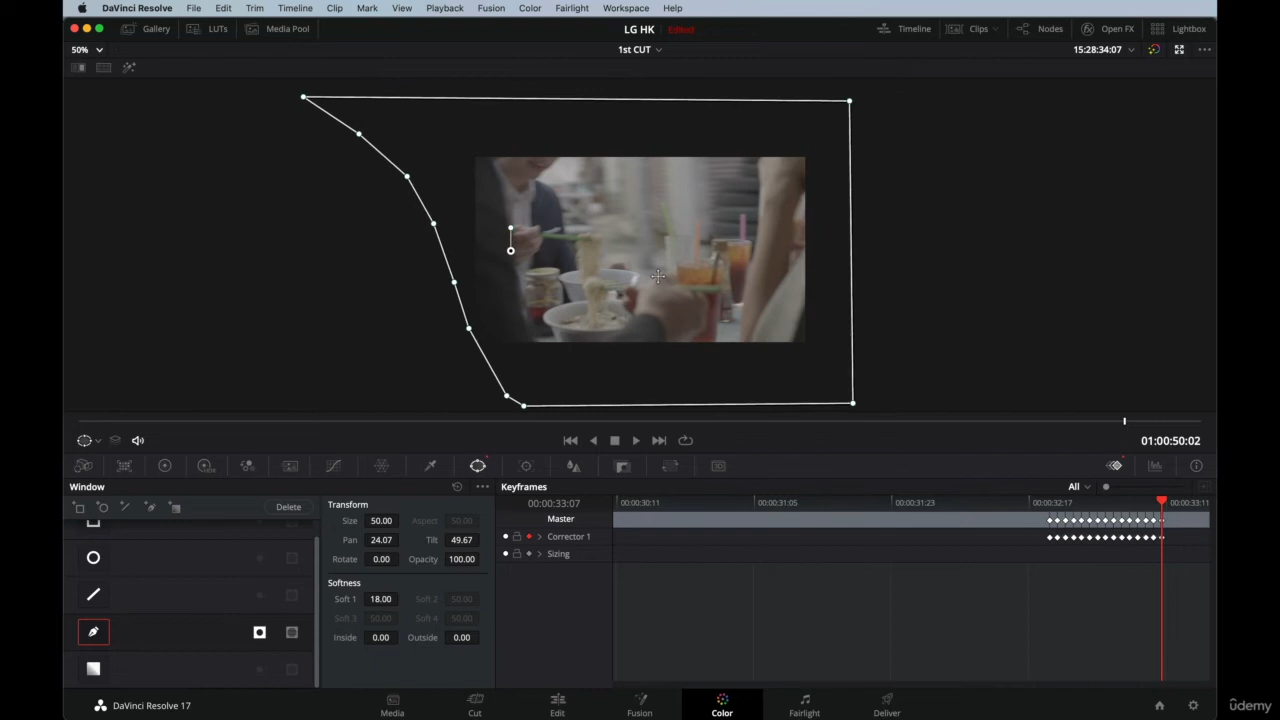 DaVinci Resolve File Edit Trim Timeline Clip Mark View Playback Fusion Color Fairlight Workspace Help
Gallery LUTs Media Pool LG HK Edited Timeline Clips Nodes Open FX Lightbox
50% 1st CUT 15:28:34:07
01:00:50:02
Window Keyframes All
Delete Transform 00:00:33:07 00:00:30:11 00:00:31:05 00:00:31:23 00:00:32:17 00:00:33:11
Size 50.00 Aspect 50.00 Master
Pan 24.07 Tilt 49.67 Corrector 1
Rotate 0.00 Opacity 100.00 Sizing
Softness
Soft 1 18.00 Soft 2 50.00
Soft 3 50.00 Soft 4 50.00
Inside 0.00 Outside 0.00
DaVinci Resolve 17 Media Cut Edit Fusion Color Fairlight Deliver
ûdemy